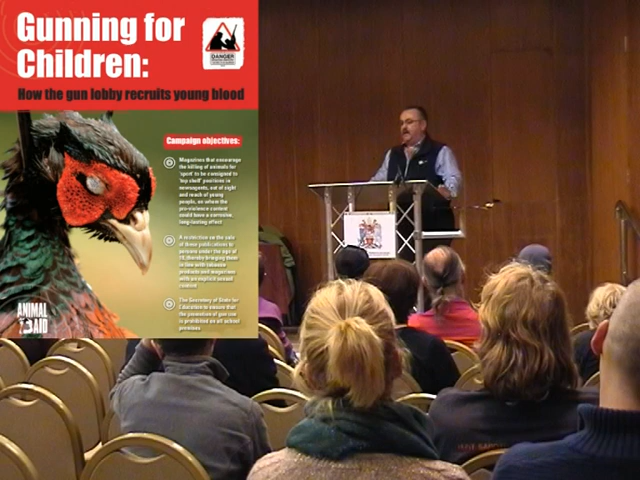 Gunning for
Children:
DANGER
How the gun lobby recruits young blood
Campaign objectives:
Magazines that encourage
the killing of animals for
'sport' to be consigned to
'top shelf' positions in
newsagents, out of sight
and reach of young
people, on whom the
pro-violence content
could have a corrosive,
long-lasting effect
A restriction on the sale
of these publications to
persons under the age of
18, thereby bringing them
in line with tobacco
products and magazines
with an explicit sexual
content
The Secretary of State for
Education to ensure that
the promotion of gun use
is prohibited on all school
premises
ANIMAL
AID